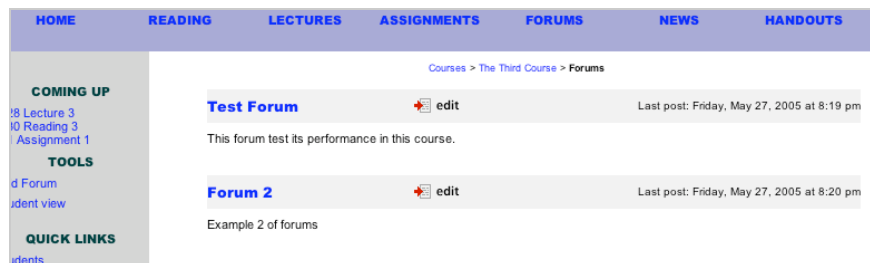 HOME READING LECTURES ASSIGNMENTS FORUMS NEWS HANDOUTS
Courses > The Third Course > Forums
COMING UP
28 Lecture 3
30 Reading 3
Assignment 1
TOOLS
Forum
view
QUICK LINKS
Test Forum edit Last post: Friday, May 27, 2005 at 8:19 pm
This forum test its performance in this course.
Forum 2 edit Last post: Friday, May 27, 2005 at 8:20 pm
Example 2 of forums